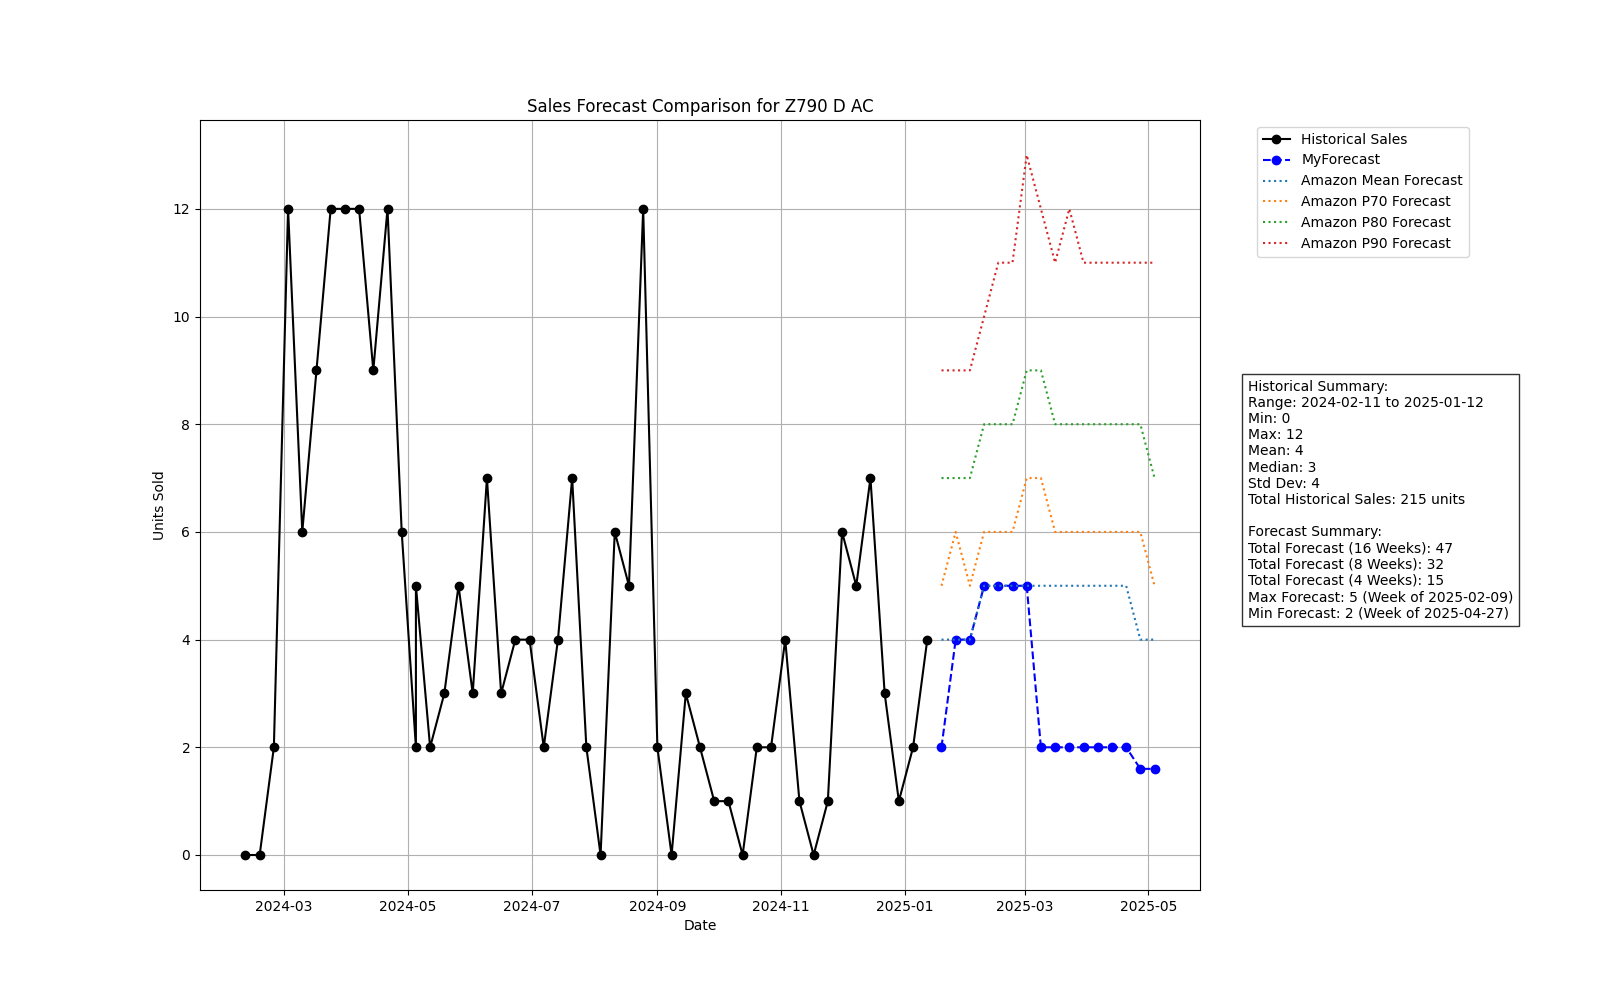 Sales Forecast Comparison for Z790 D AC
Historical Sales
MyForecast
Amazon Mean Forecast
Amazon P70 Forecast
Amazon P80 Forecast
Amazon P90 Forecast
Units Sold
12
10
8
6
4
2
0
2024-03
2024-05
2024-07
2024-09
2024-11
2025-01
2025-03
2025-05
Date
Historical Summary:
Range: 2024-02-11 to 2025-01-12
Min: 0
Max: 12
Mean: 4
Median: 3
Std Dev: 4
Total Historical Sales: 215 units
Forecast Summary:
Total Forecast (16 Weeks): 47
Total Forecast (8 Weeks): 32
Total Forecast (4 Weeks): 15
Max Forecast: 5 (Week of 2025-02-09)
Min Forecast: 2 (Week of 2025-04-27)